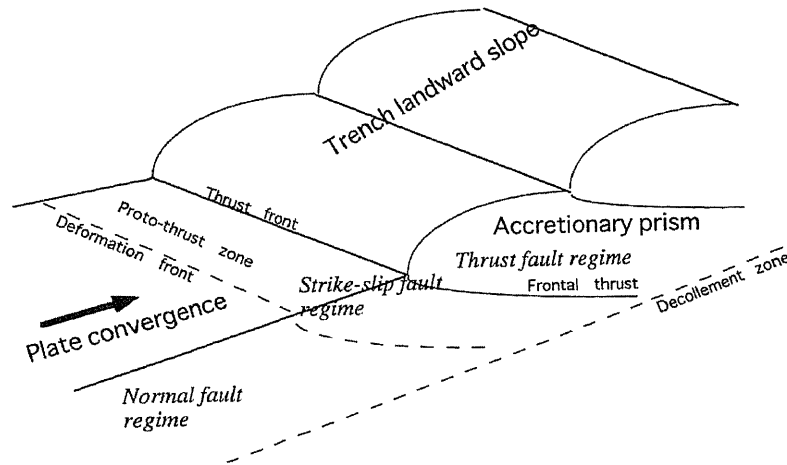 Trench landward slope
Thrust front
Proto-thrust zone
Deformation front
Accretionary prism
Thrust fault regime
Frontal thrust
Strike-slip fault
regime
Decollement zone
Plate convergence
Normal fault
regime